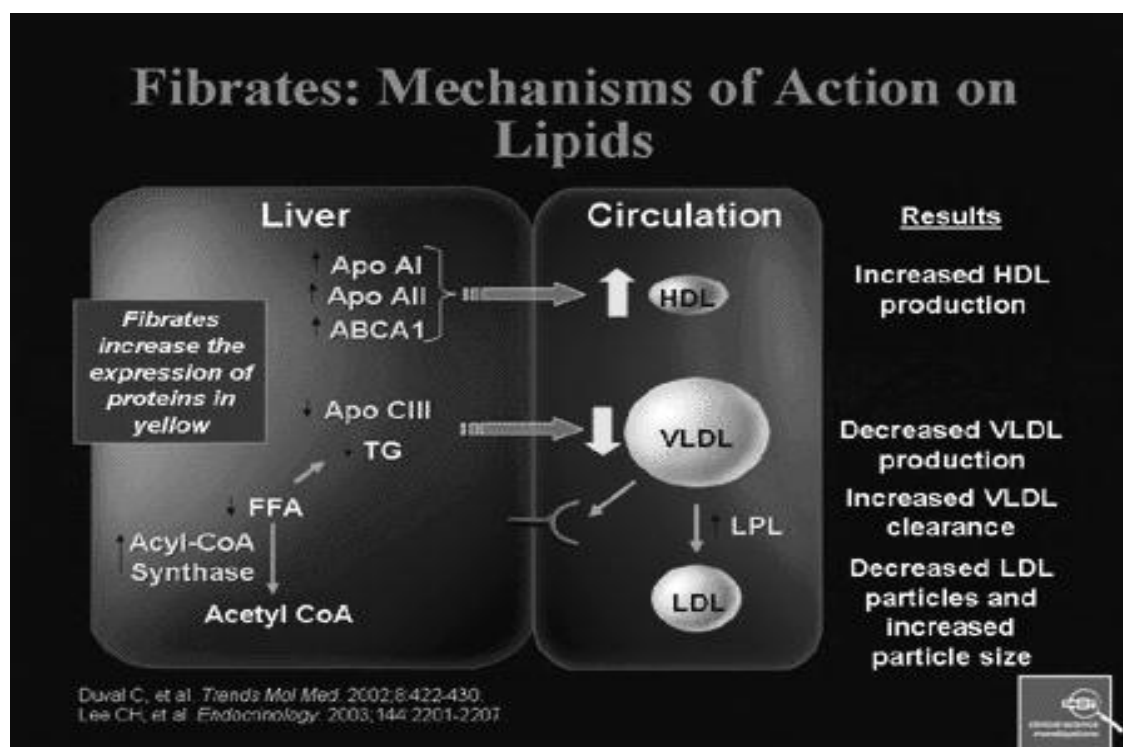 Fibrates: Mechanisms of Action on
Lipids
Liver
Circulation
Results
↑ Apo AI
↑ Apo AII
↑ ABCA1
HDL
Increased HDL
production
Fibrates
increase the
expression of
proteins in
yellow
↓ Apo CIII
TG
VLDL
Decreased VLDL
production
↓ FFA
Increased VLDL
clearance
↑ Acyl-CoA
Synthase
↑ LPL
Acetyl CoA
LDL
Decreased LDL
particles and
increased
particle size
Duval C, et al. Trends Mol Med. 2002;8:422-430.
Lee CH, et al. Endocrinology. 2003;144:2201-2207